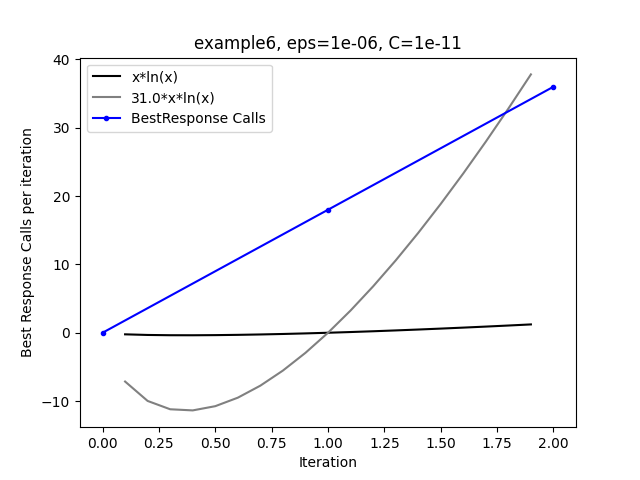 example6, eps=1e-06, C=1e-11
x*ln(x)
31.0*x*ln(x)
BestResponse Calls
Best Response Calls per iteration
40
30
20
10
0
−10
0.00 0.25 0.50 0.75 1.00 1.25 1.50 1.75 2.00
Iteration